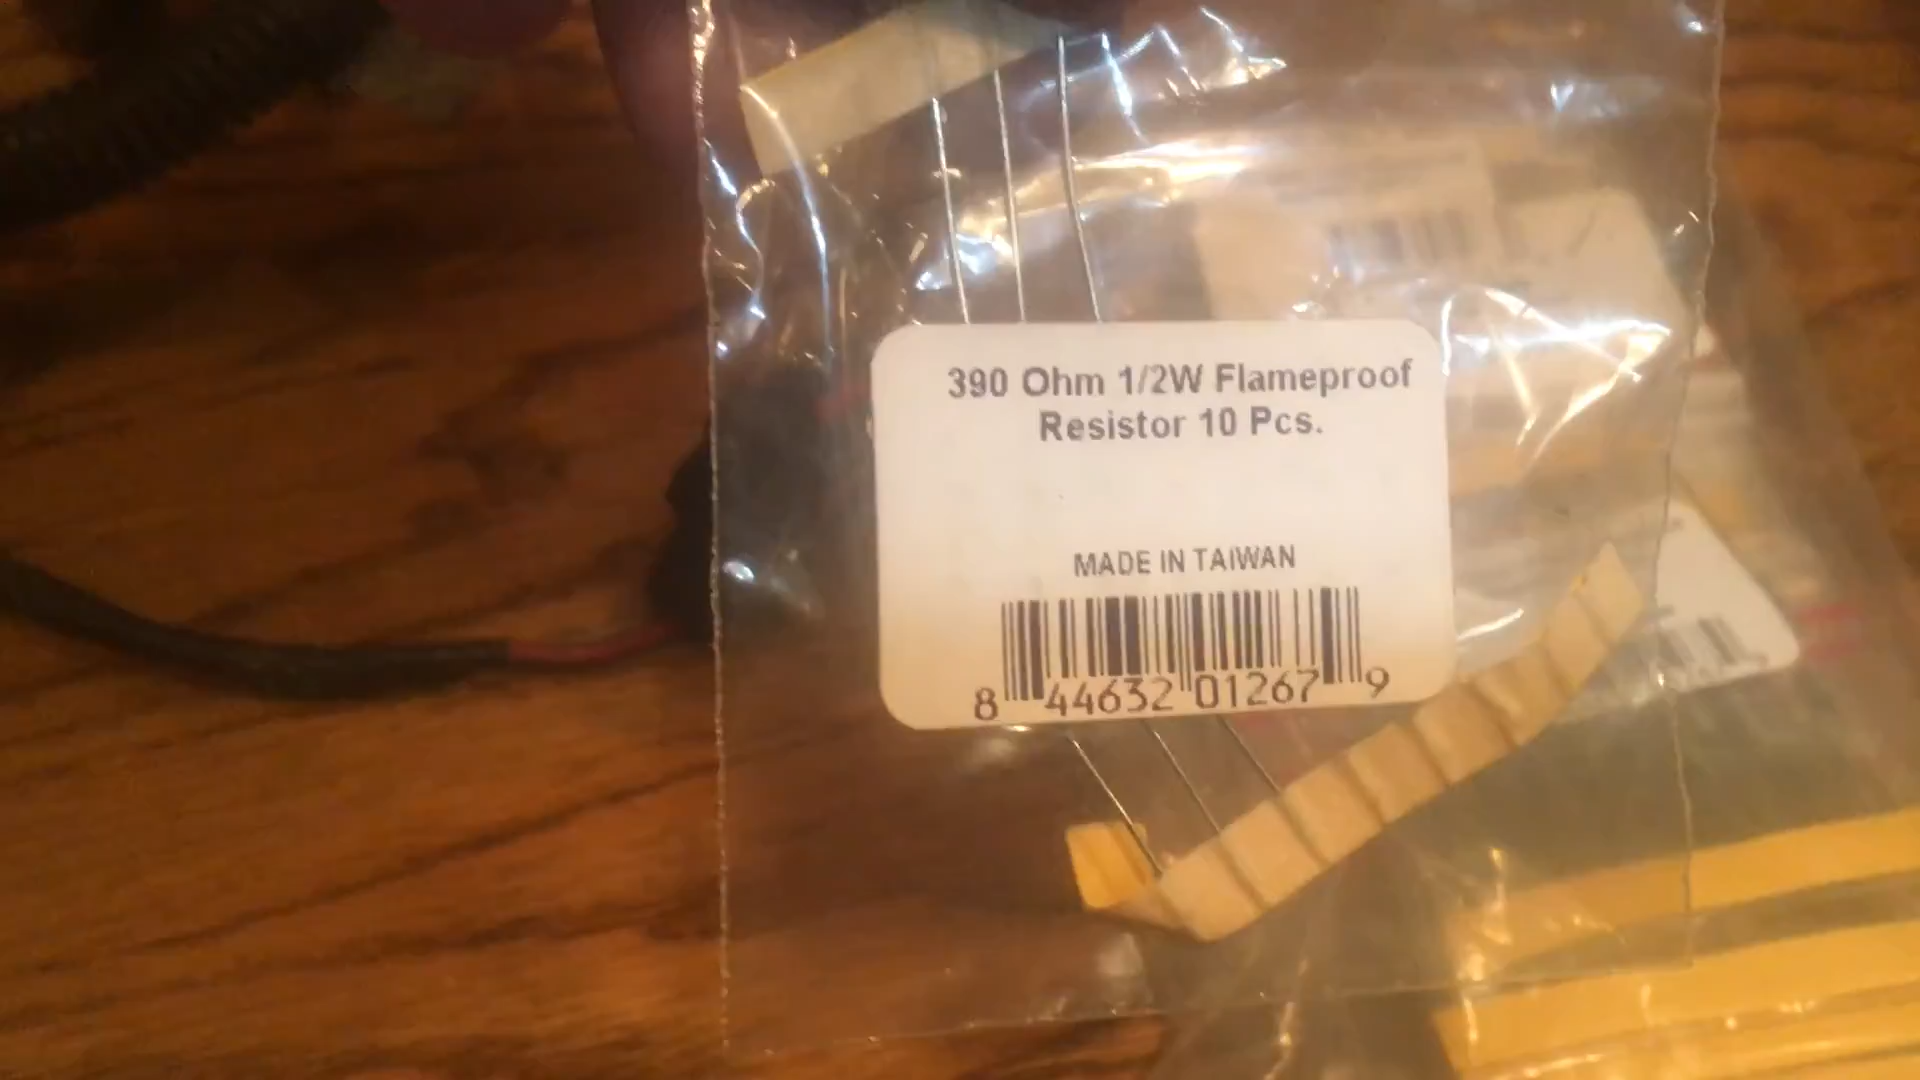 390 Ohm 1/2W Flameproof
Resistor 10 Pcs.
MADE IN TAIWAN
8 44632 01267 9